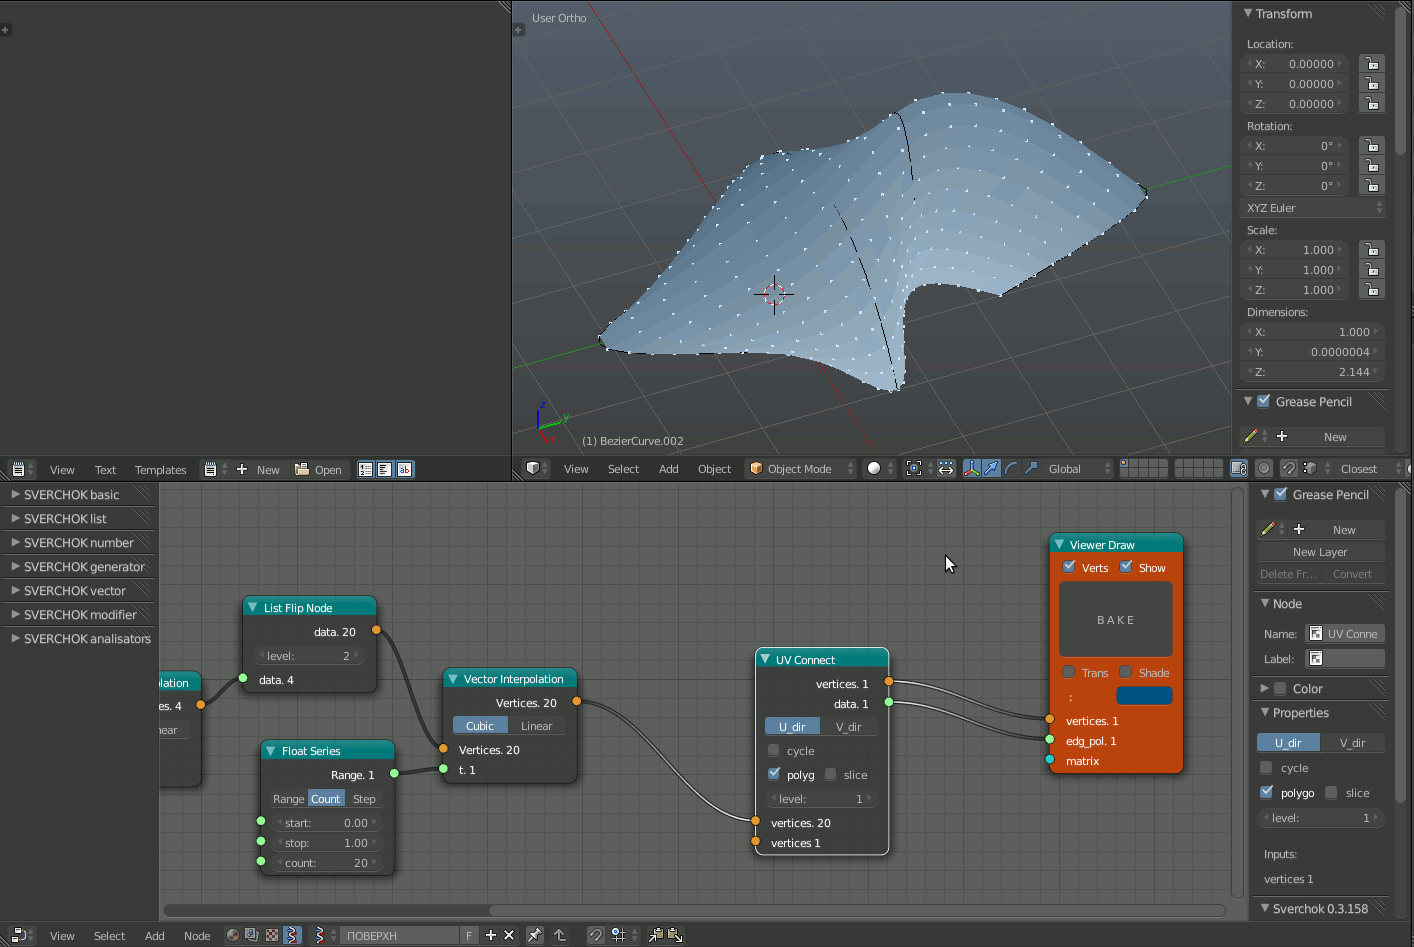 User Ortho
(1) BezierCurve.002
z
y
Transform
Location:
X: 0.00000
Y: 0.00000
Z: 0.00000
Rotation:
X: 0°
Y: 0°
Z: 0°
XYZ Euler
Scale:
X: 1.000
Y: 1.000
Z: 1.000
Dimensions:
X: 1.000
Y: 0.0000004
Z: 2.144
Grease Pencil
New
View Text Templates New Open ab
View Select Add Object Object Mode Global Closest
SVERCHOK basic
SVERCHOK list
SVERCHOK number
SVERCHOK generator
SVERCHOK vector
SVERCHOK modifier
SVERCHOK analisators
lation
es. 4
near
List Flip Node
data. 20
level: 2
data. 4
Float Series
Range. 1
Range Count Step
start: 0.00
stop: 1.00
count: 20
Vector Interpolation
Vertices. 20
Cubic Linear
Vertices. 20
t. 1
UV Connect
vertices. 1
data. 1
U_dir V_dir
cycle
polyg slice
level: 1
vertices. 20
vertices 1
Viewer Draw
Verts Show
BAKE
Trans Shade
:
vertices. 1
edg_pol. 1
matrix
Grease Pencil
New
New Layer
Delete Fr... Convert
Node
Name: UV Conne
Label:
Color
Properties
U_dir V_dir
cycle
polygo slice
level: 1
Inputs:
vertices 1
Sverchok 0.3.158
View Select Add Node ПОВЕРХН F